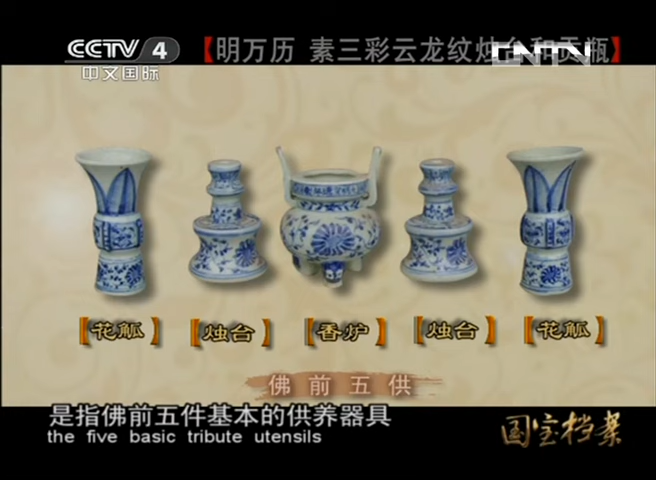 CCTV 4
中文国际
【明万历 素三彩云龙纹烛台和贡瓶】
CNTV
【花觚】 【烛台】 【香炉】 【烛台】 【花觚】
佛前五供
是指佛前五件基本的供养器具
the five basic tribute utensils
国宝档案